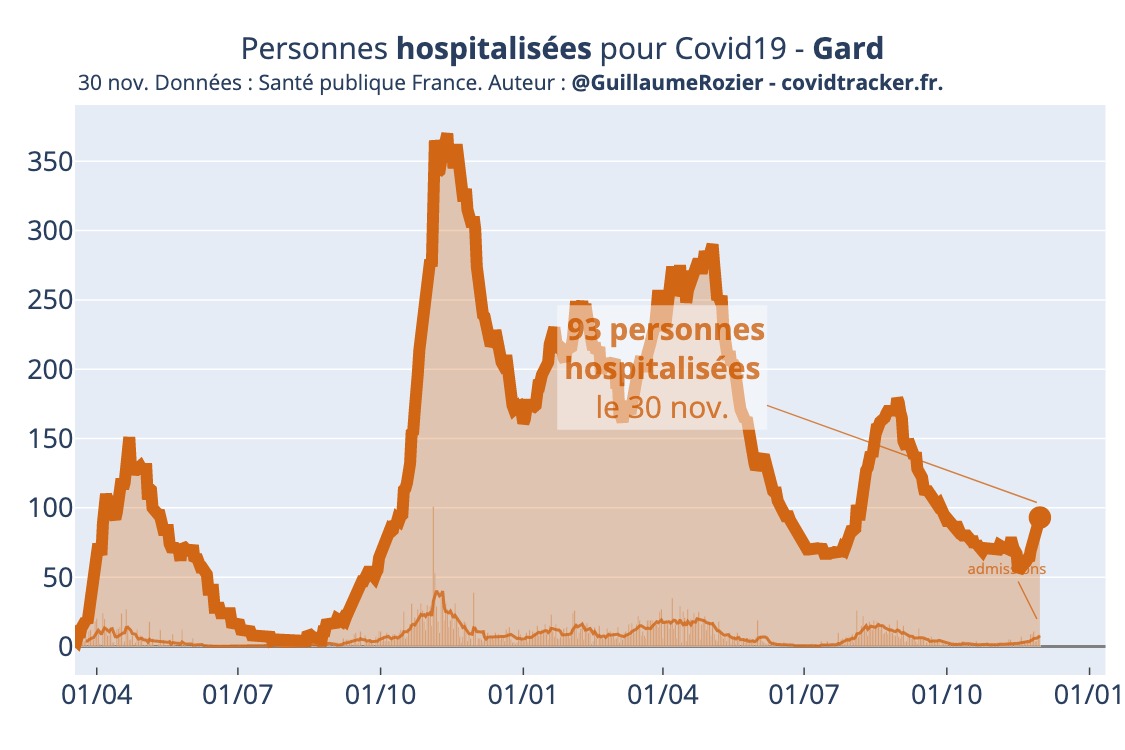 Personnes hospitalisées pour Covid19 - Gard
30 nov. Données : Santé publique France. Auteur : @GuillaumeRozier - covidtracker.fr.
350
300
250
200
150
100
50
0
93 personnes
hospitalisées
le 30 nov.
admissions
01/04 01/07 01/10 01/01 01/04 01/07 01/10 01/01